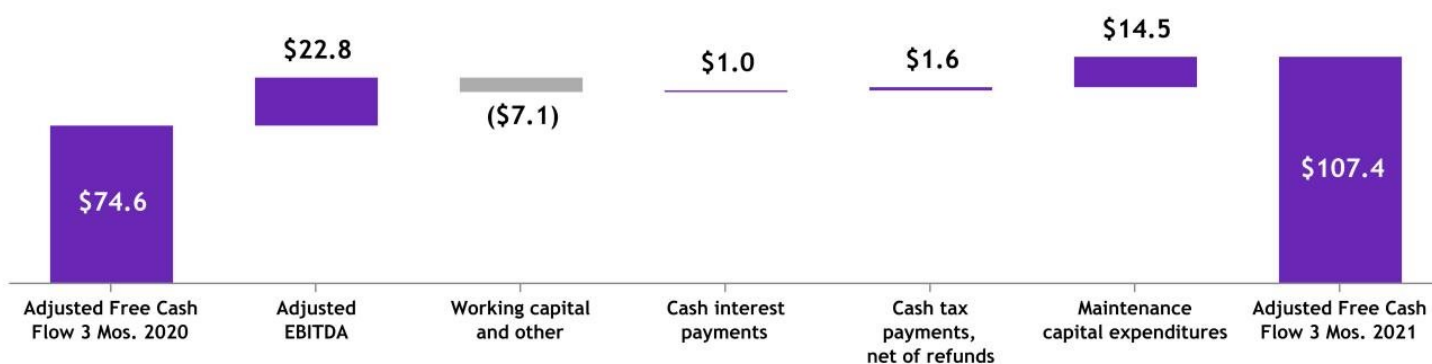 $22.8
$14.5
$1.0
$1.6
($7.1)
$74.6
$107.4
Adjusted Free Cash
Flow 3 Mos. 2020
Adjusted
EBITDA
Working capital
and other
Cash interest
payments
Cash tax
payments,
net of refunds
Maintenance
capital expenditures
Adjusted Free Cash
Flow 3 Mos. 2021